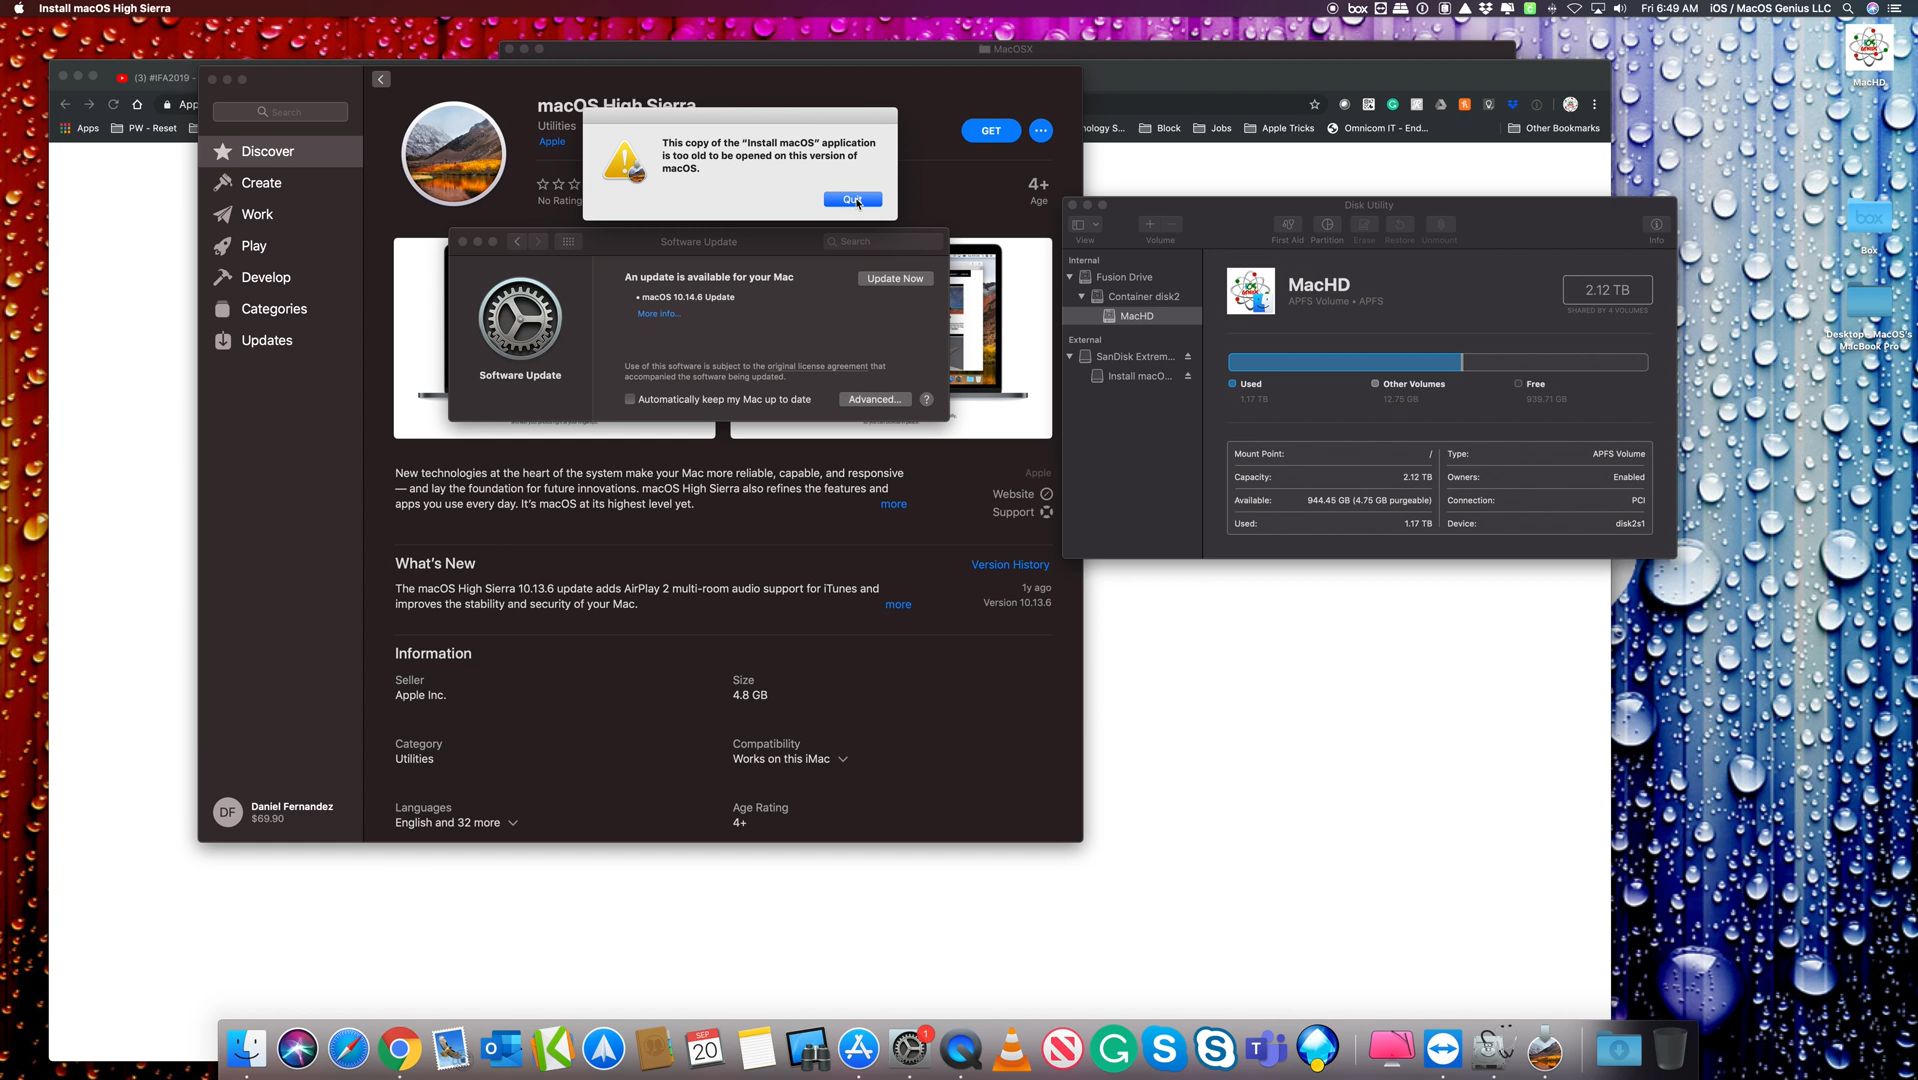 Install macOS High Sierra
box
Fri 6:49 AM
iOS / MacOS Genius LLC
MacOSX
(3) #IFA2019 -
App
Apps
PW - Reset
nology S...
Block
Jobs
Apple Tricks
Omnicom IT - End...
Other Bookmarks
Search
Discover
Create
Work
Play
Develop
Categories
Updates
Daniel Fernandez
$69.90
macOS High Sierra
Utilities
Apple
No Rating
GET
4+
Age
This copy of the “Install macOS” application
is too old to be opened on this version of
macOS.
Quit
Software Update
Search
An update is available for your Mac
Update Now
• macOS 10.14.6 Update
More info...
Software Update
Use of this software is subject to the original license agreement that
accompanied the software being updated.
Automatically keep my Mac up to date
Advanced...
?
New technologies at the heart of the system make your Mac more reliable, capable, and responsive
— and lay the foundation for future innovations. macOS High Sierra also refines the features and
apps you use every day. It’s macOS at its highest level yet.
more
Apple
Website
Support
What’s New
Version History
The macOS High Sierra 10.13.6 update adds AirPlay 2 multi-room audio support for iTunes and
improves the stability and security of your Mac.
more
1y ago
Version 10.13.6
Information
Seller
Apple Inc.
Size
4.8 GB
Category
Utilities
Compatibility
Works on this iMac
Languages
English and 32 more
Age Rating
4+
DF
Disk Utility
View
Volume
First Aid
Partition
Erase
Restore
Unmount
Info
Internal
Fusion Drive
Container disk2
MacHD
External
SanDisk Extrem...
Install macO...
MacHD
APFS Volume • APFS
2.12 TB
SHARED BY 4 VOLUMES
Used
1.17 TB
Other Volumes
12.75 GB
Free
939.71 GB
Mount Point:
/
Capacity:
2.12 TB
Available:
944.45 GB (4.75 GB purgeable)
Used:
1.17 TB
Type:
APFS Volume
Owners:
Enabled
Connection:
PCI
Device:
disk2s1
MacHD
box
Box
Desktop - MacOS's
MacBook Pro
SEP
20
1